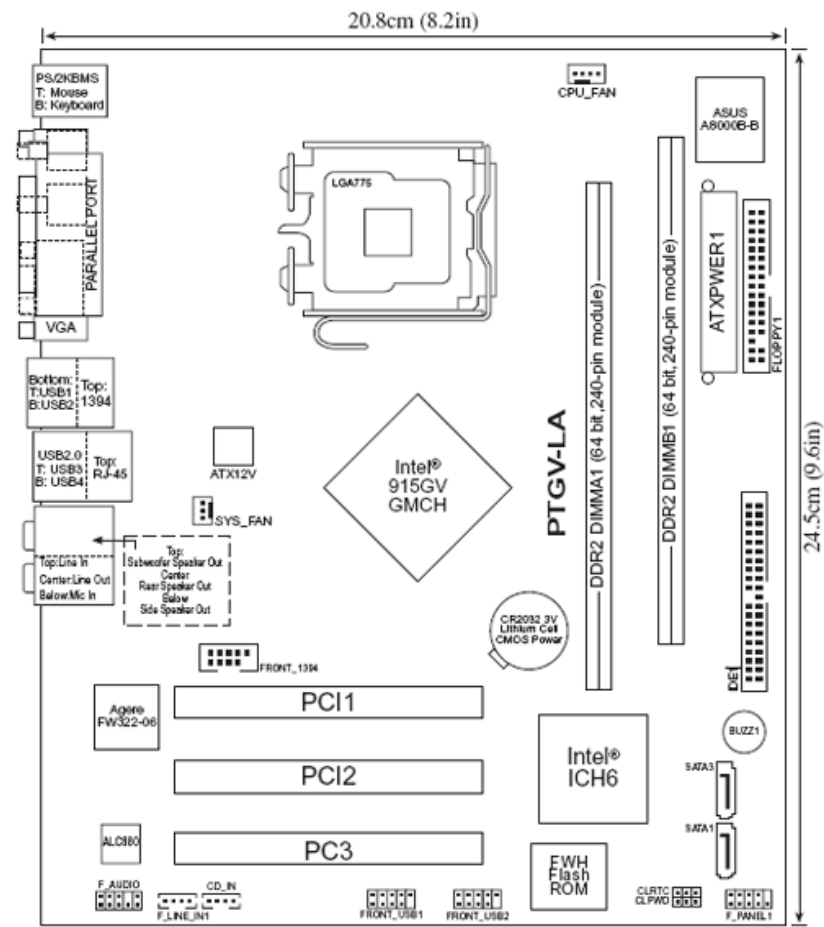 20.8cm (8.2in)
PS/2KBMS
T: Mouse
B: Keyboard
CPU_FAN
ASUS
A8000B-B
LGA775
PARALLEL PORT
VGA
ATXPWER1
FLOPPY1
DDR2 DIMMA1 (64 bit,240-pin module)
DDR2 DIMMB1 (64 bit,240-pin module)
24.5cm (9.6in)
Bottom:
T:USB1
B:USB2
Top:
1394
USB2.0
T: USB3
B: USB4
Top:
RJ-45
ATX12V
SYS_FAN
Intel®
915GV
GMCH
PTGV-LA
Top:Line In
Center:Line Out
Below:Mic In
Top:
Subwoofer Speaker Out
Center
Rear Speaker Out
Below
Side Speaker Out
CR2032 3V
Lithium Cell
CMOS Power
IDE1
FRONT_1394
Agere
FW322-06
PCI1
PCI2
PC3
Intel®
ICH6
BUZZ1
SATA3
SATA1
ALC880
FWH
Flash
ROM
F_AUDIO
F_LINE_IN1
CD_IN
FRONT_USB1
FRONT_USB2
CLRTC
CLPWD
F_PANEL1